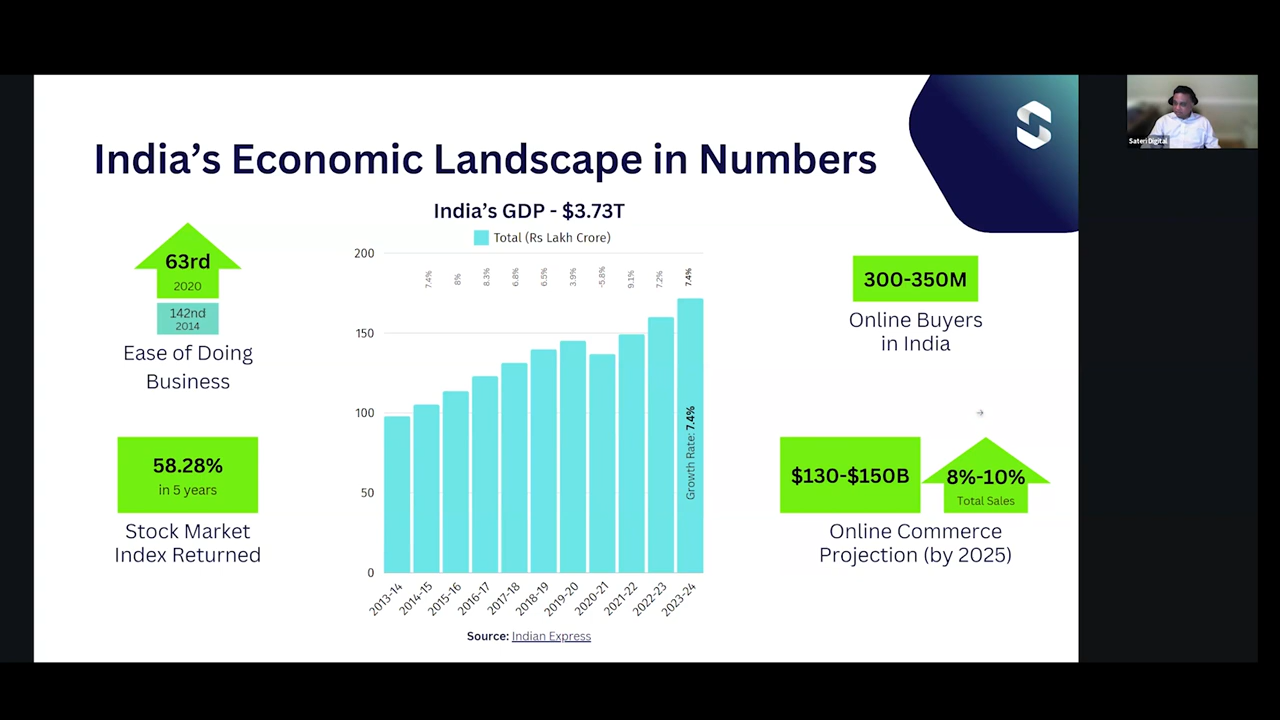 India's Economic Landscape in Numbers
Sateri Digital
63rd
2020
142nd
2014
Ease of Doing
Business
58.28%
in 5 years
Stock Market
Index Returned
India's GDP - $3.73T
Total (Rs Lakh Crore)
200
150
100
50
0
7.4%
8%
8.3%
6.8%
6.5%
3.9%
-5.8%
9.1%
7.2%
7.4%
Growth Rate: 7.4%
2013-14
2014-15
2015-16
2016-17
2017-18
2018-19
2019-20
2020-21
2021-22
2022-23
2023-24
Source: Indian Express
300-350M
Online Buyers
in India
$130-$150B
8%-10%
Total Sales
Online Commerce
Projection (by 2025)